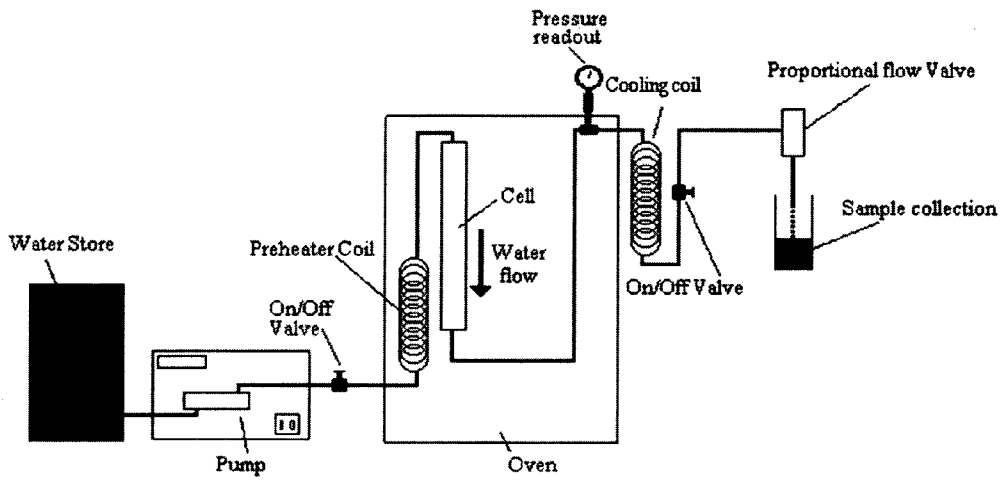 Pressure
readout
Cooling coil
Proportional flow Valve
Cell
Water
flow
Sample collection
Water Store
Preheater Coil
On/Off
Valve
On/Off Valve
Pump
Oven